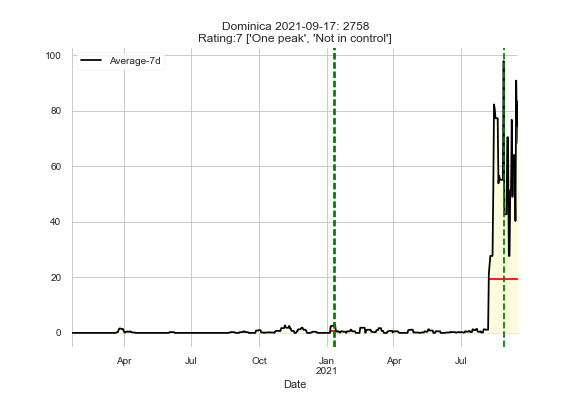 Dominica 2021-09-17: 2758
Rating:7 ['One peak', 'Not in control']
Average-7d
100
80
60
40
20
0
Apr
Jul
Oct
Jan
2021
Apr
Jul
Date